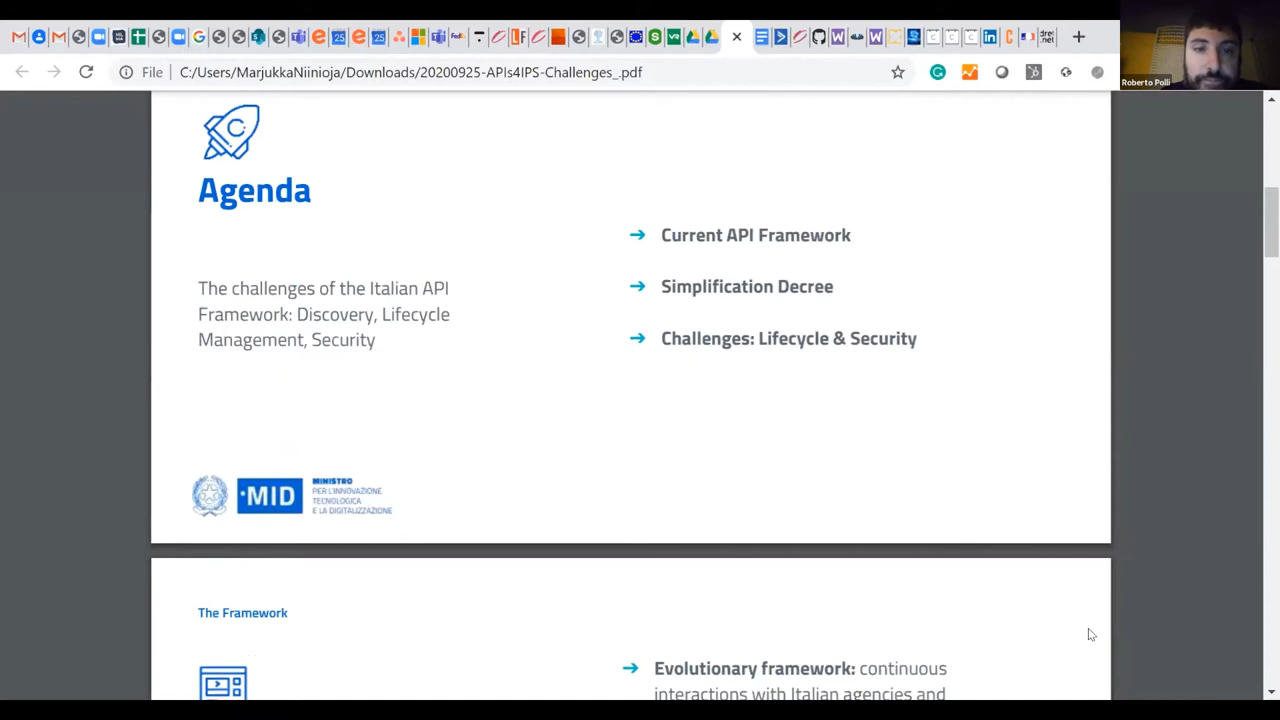 File C:/Users/MarjukkaNiinioja/Downloads/20200925-APIs4IPS-Challenges_.pdf
Roberto Polli
Agenda
The challenges of the Italian API
Framework: Discovery, Lifecycle
Management, Security
→ Current API Framework
→ Simplification Decree
→ Challenges: Lifecycle & Security
·MID
MINISTRO
PER L'INNOVAZIONE
TECNOLOGICA
E LA DIGITALIZZAZIONE
The Framework
→ Evolutionary framework: continuous
interactions with Italian agencies and